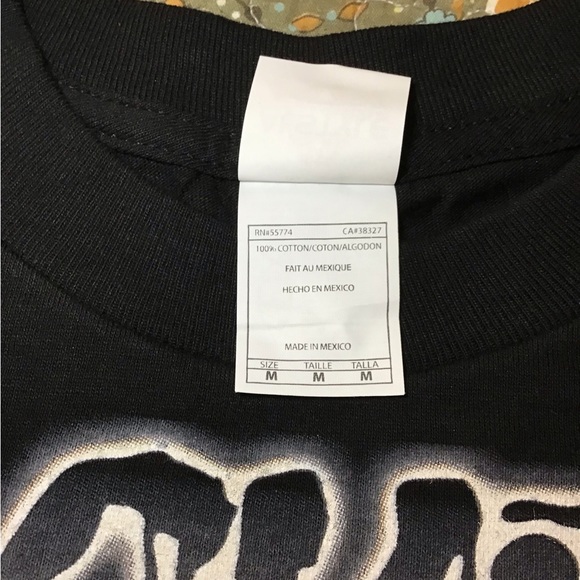 RN#55774 CA#38327
100% COTTON/COTON/ALGODON
FAIT AU MEXIQUE
HECHO EN MEXICO
MADE IN MEXICO
SIZE TAILLE TALLA
M M M